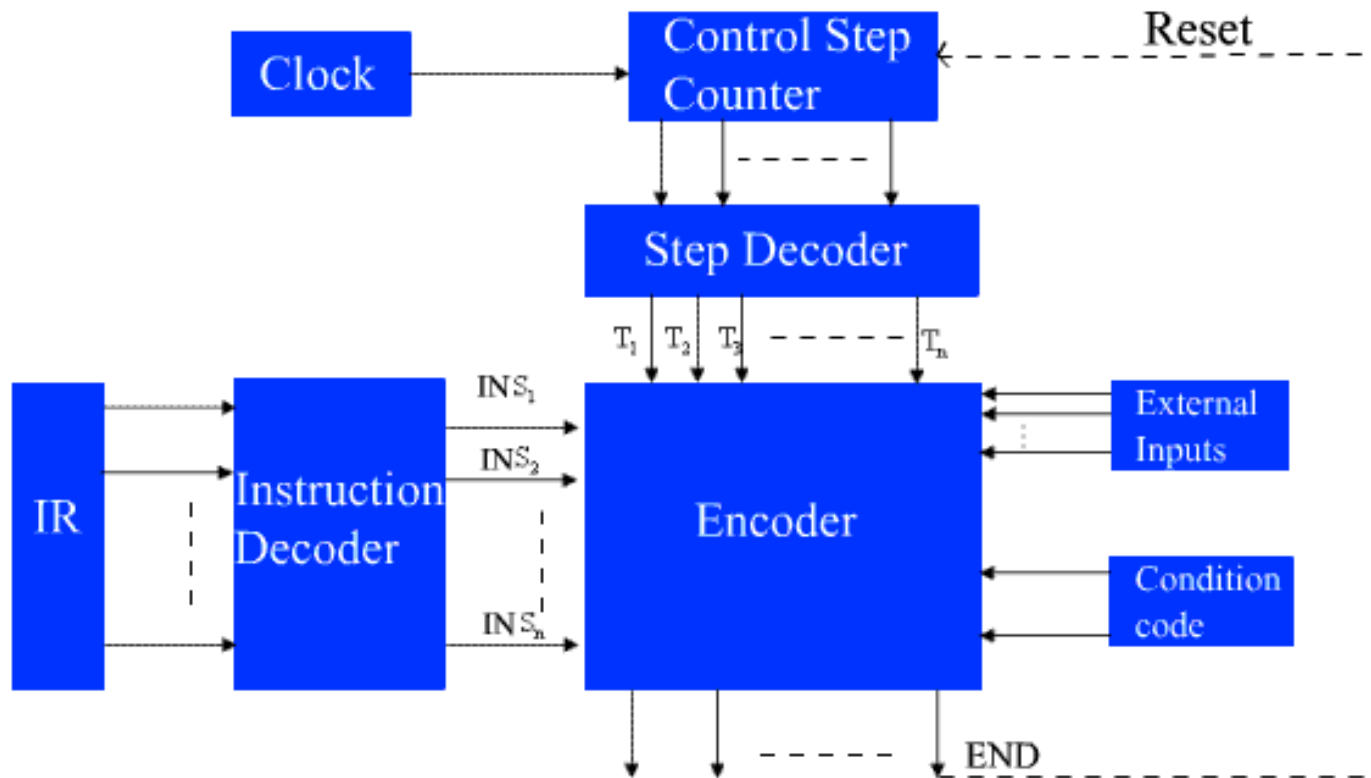 Reset
Clock
Control Step
Counter
Step Decoder
T₁ T₂ T₃ Tₙ
IR
Instruction
Decoder
INS₁
INS₂
INSₙ
Encoder
External
Inputs
Condition
code
END